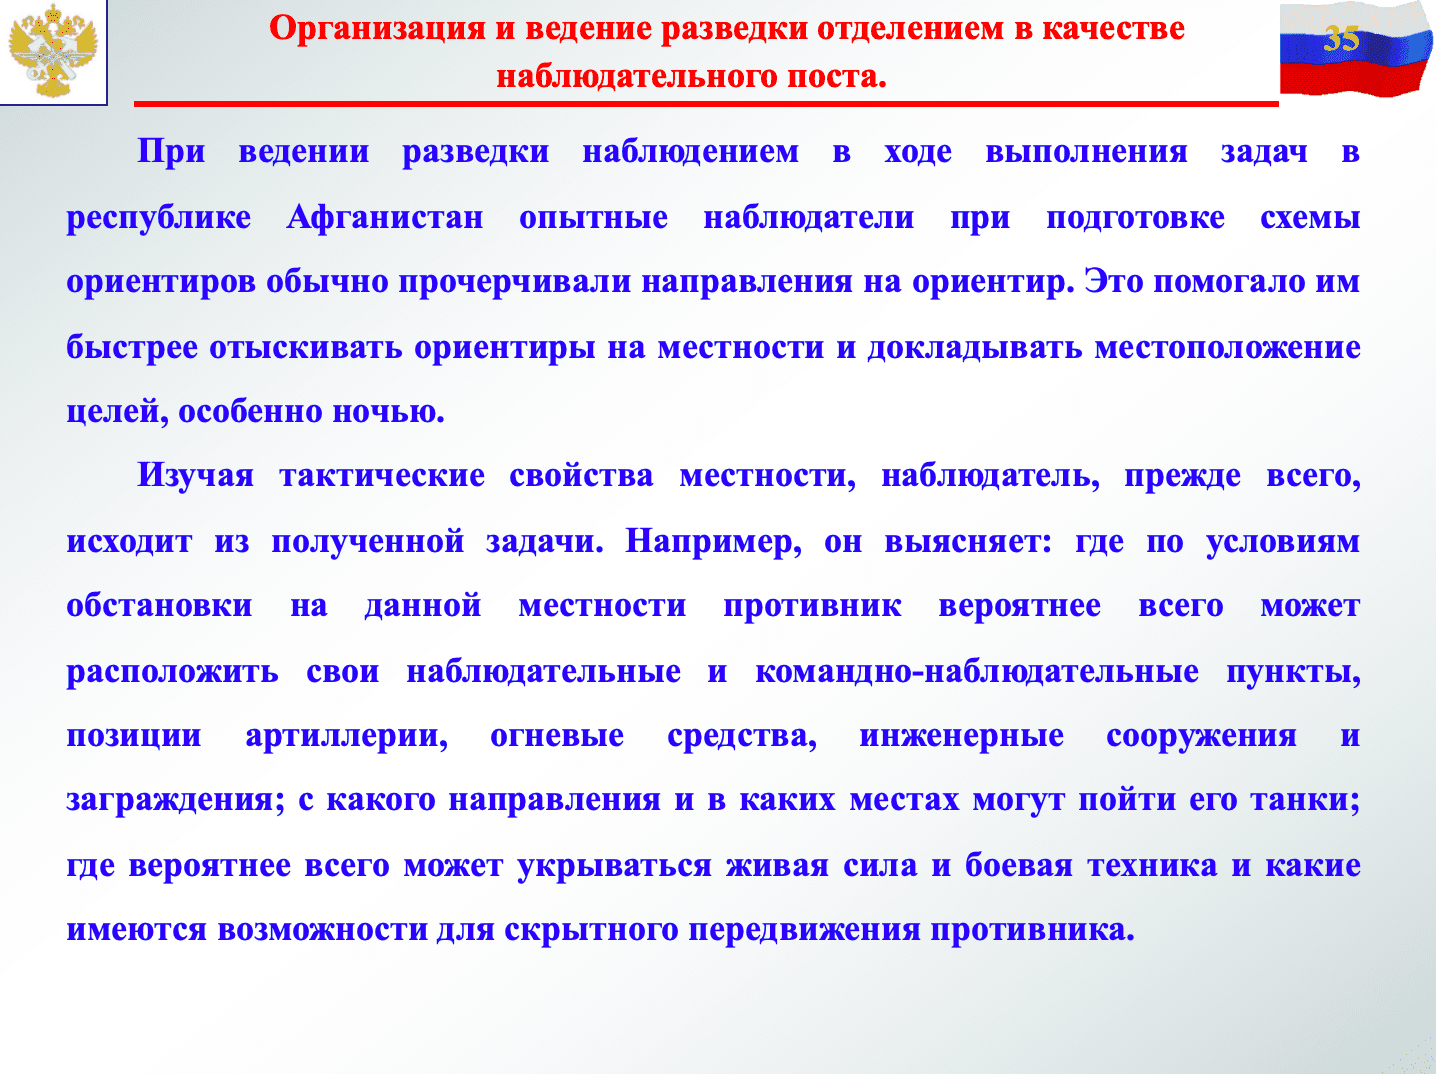 Организация и ведение разведки отделением в качестве
наблюдательного поста.
35
При ведении разведки наблюдением в ходе выполнения задач в
республике Афганистан опытные наблюдатели при подготовке схемы
ориентиров обычно прочерчивали направления на ориентир. Это помогало им
быстрее отыскивать ориентиры на местности и докладывать местоположение
целей, особенно ночью.
Изучая тактические свойства местности, наблюдатель, прежде всего,
исходит из полученной задачи. Например, он выясняет: где по условиям
обстановки на данной местности противник вероятнее всего может
расположить свои наблюдательные и командно-наблюдательные пункты,
позиции артиллерии, огневые средства, инженерные сооружения и
заграждения; с какого направления и в каких местах могут пойти его танки;
где вероятнее всего может укрываться живая сила и боевая техника и какие
имеются возможности для скрытного передвижения противника.